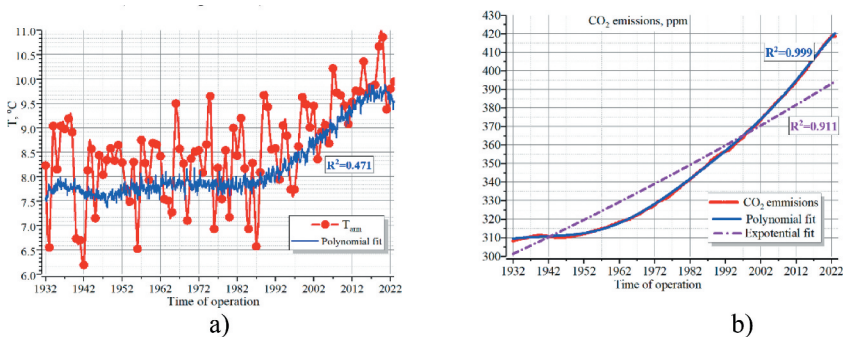 11.0
10.5
10.0
9.5
9.0
8.5
8.0
7.5
7.0
6.5
6.0
T, °C
R²=0.471
T
Polynomial fit
1932 1942 1952 1962 1972 1982 1992 2002 2012 2022
Time of operation
a)
CO₂ emissions, ppm
430
420
410
400
390
380
370
360
350
340
330
320
310
300
R²=0.999
R²=0.911
CO₂ emmisions
Polynomial fit
Expotential fit
1932 1942 1952 1962 1972 1982 1992 2002 2012 2022
Time of operation
b)